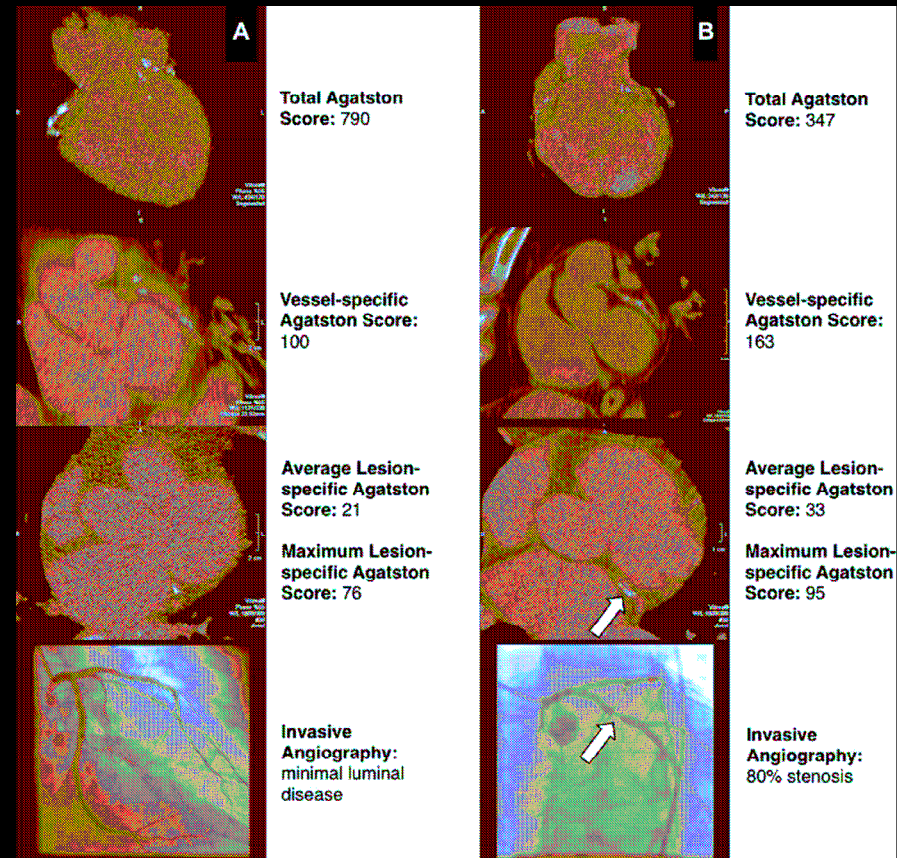 A
Total Agatston
Score: 790
Vessel-specific
Agatston Score:
100
Average Lesion-
specific Agatston
Score: 21
Maximum Lesion-
specific Agatston
Score: 76
Invasive
Angiography:
minimal luminal
disease
B
Total Agatston
Score: 347
Vessel-specific
Agatston Score:
163
Average Lesion-
specific Agatston
Score: 33
Maximum Lesion-
specific Agatston
Score: 95
Invasive
Angiography:
80% stenosis